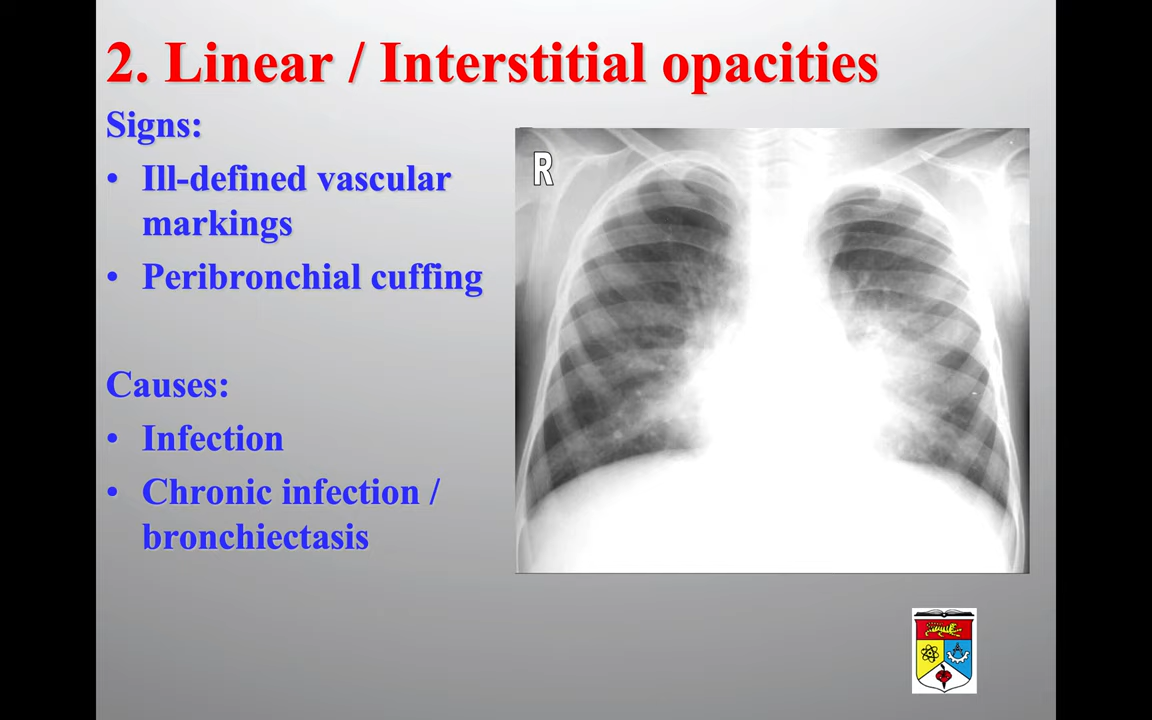 2. Linear / Interstitial opacities
Signs:
• Ill-defined vascular
markings
• Peribronchial cuffing
Causes:
• Infection
• Chronic infection /
bronchiectasis
R